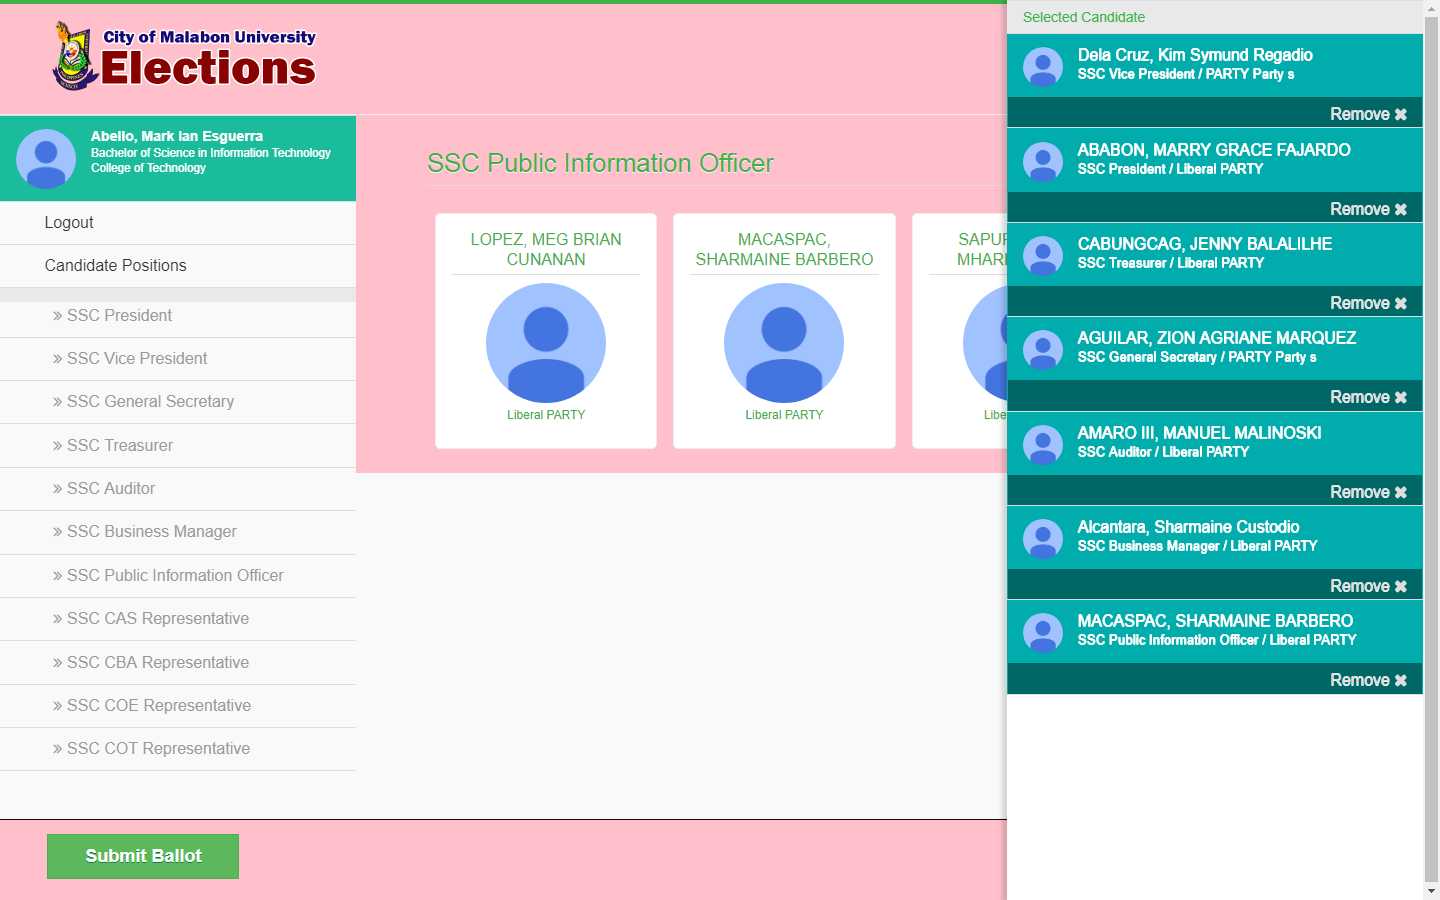 City of Malabon University
Elections
Abello, Mark Ian Esguerra
Bachelor of Science in Information Technology
College of Technology
Logout
Candidate Positions
» SSC President
» SSC Vice President
» SSC General Secretary
» SSC Treasurer
» SSC Auditor
» SSC Business Manager
» SSC Public Information Officer
» SSC CAS Representative
» SSC CBA Representative
» SSC COE Representative
» SSC COT Representative
Submit Ballot
SSC Public Information Officer
LOPEZ, MEG BRIAN
CUNANAN
Liberal PARTY
MACASPAC,
SHARMAINE BARBERO
Liberal PARTY
Selected Candidate
Dela Cruz, Kim Symund Regadio
SSC Vice President / PARTY Party s
Remove ✖
ABABON, MARRY GRACE FAJARDO
SSC President / Liberal PARTY
Remove ✖
CABUNGCAG, JENNY BALALILHE
SSC Treasurer / Liberal PARTY
Remove ✖
AGUILAR, ZION AGRIANE MARQUEZ
SSC General Secretary / PARTY Party s
Remove ✖
AMARO III, MANUEL MALINOSKI
SSC Auditor / Liberal PARTY
Remove ✖
Alcantara, Sharmaine Custodio
SSC Business Manager / Liberal PARTY
Remove ✖
MACASPAC, SHARMAINE BARBERO
SSC Public Information Officer / Liberal PARTY
Remove ✖